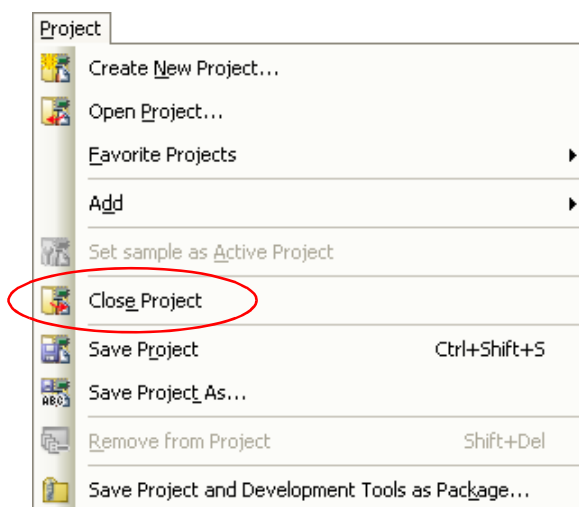 Project
Create New Project...
Open Project...
Favorite Projects
Add
Set sample as Active Project
Close Project
Save Project Ctrl+Shift+S
ABC
Save Project As...
Remove from Project Shift+Del
Save Project and Development Tools as Package...